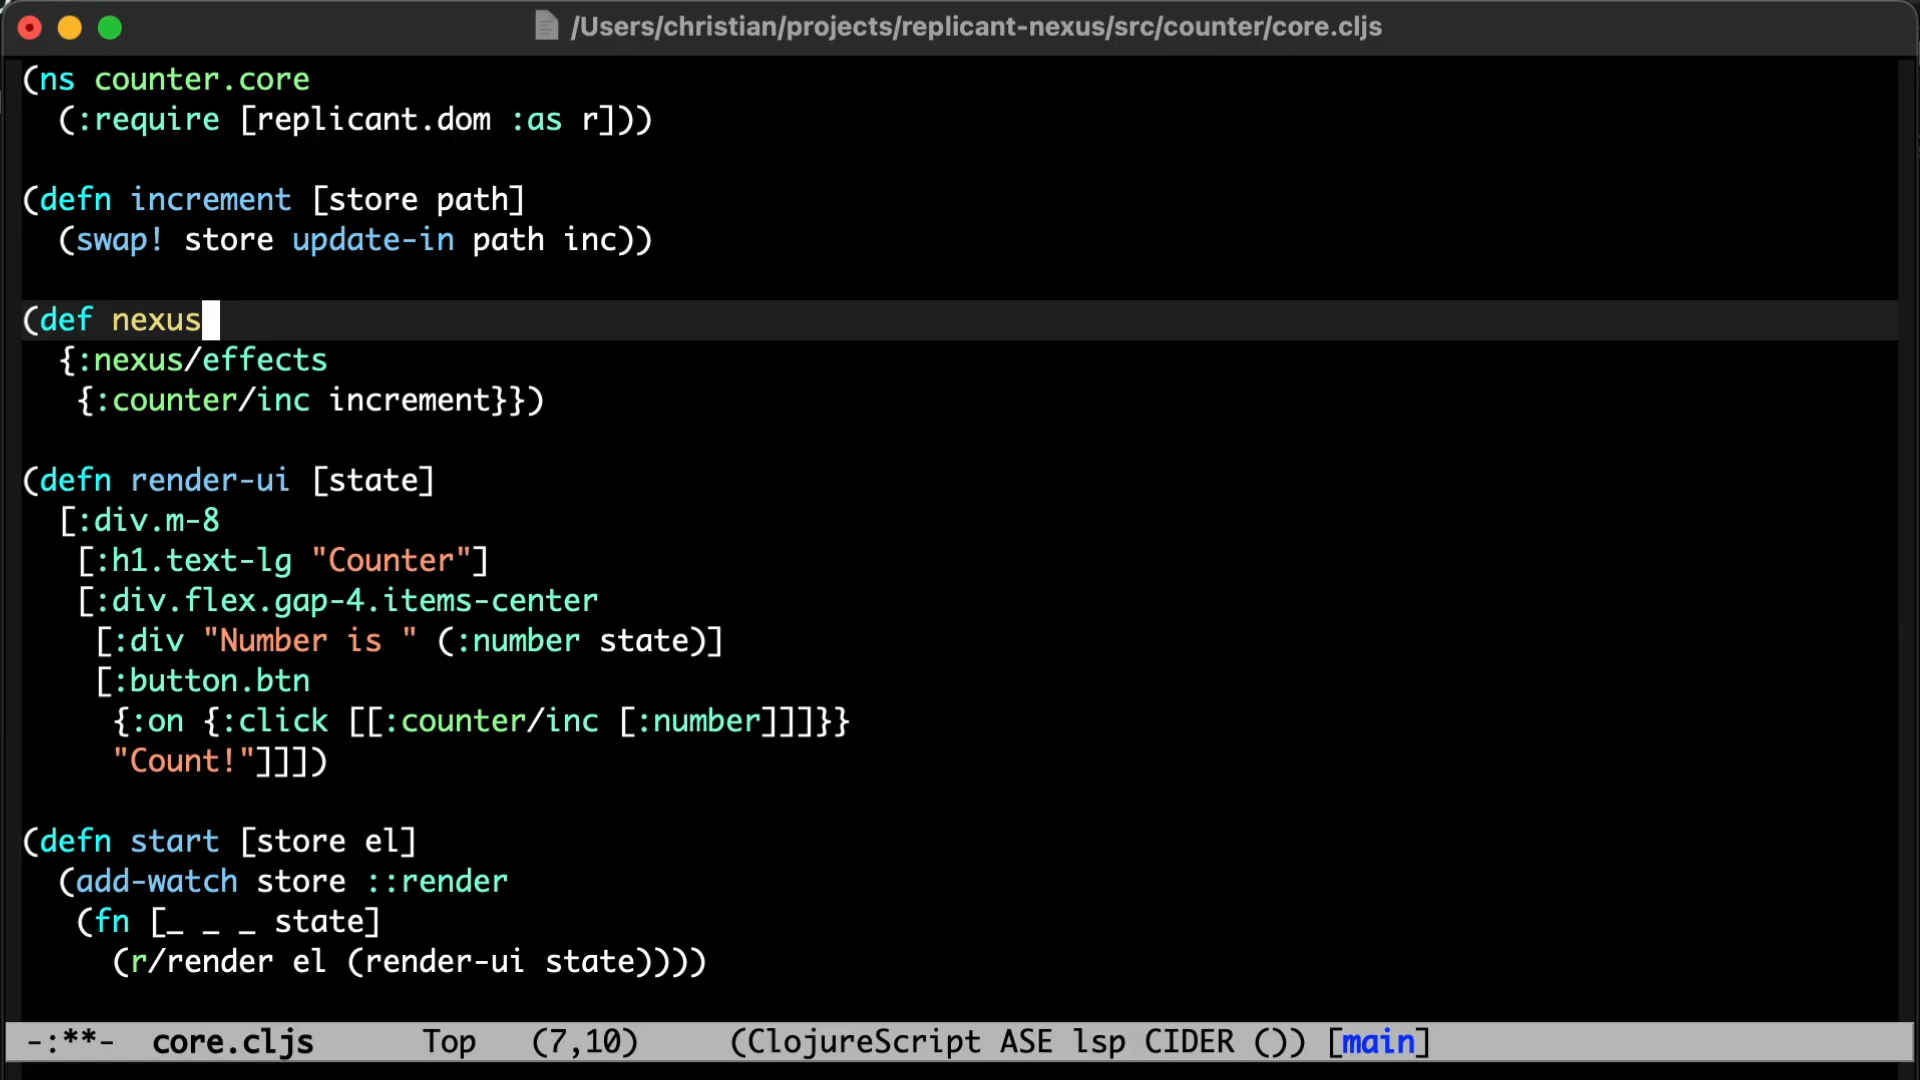 /Users/christian/projects/replicant-nexus/src/counter/core.cljs
(ns counter.core
  (:require [replicant.dom :as r]))

(defn increment [store path]
  (swap! store update-in path inc))

(def nexus
  {:nexus/effects
   {:counter/inc increment}})

(defn render-ui [state]
  [:div.m-8
   [:h1.text-lg "Counter"]
   [:div.flex.gap-4.items-center
    [:div "Number is " (:number state)]
    [:button.btn
     {:on {:click [[:counter/inc [:number]]]}}
     "Count!"]]])

(defn start [store el]
  (add-watch store ::render
   (fn [_ _ _ state]
     (r/render el (render-ui state))))

-:**-  core.cljs      Top   (7,10)     (ClojureScript ASE lsp CIDER ()) [main]